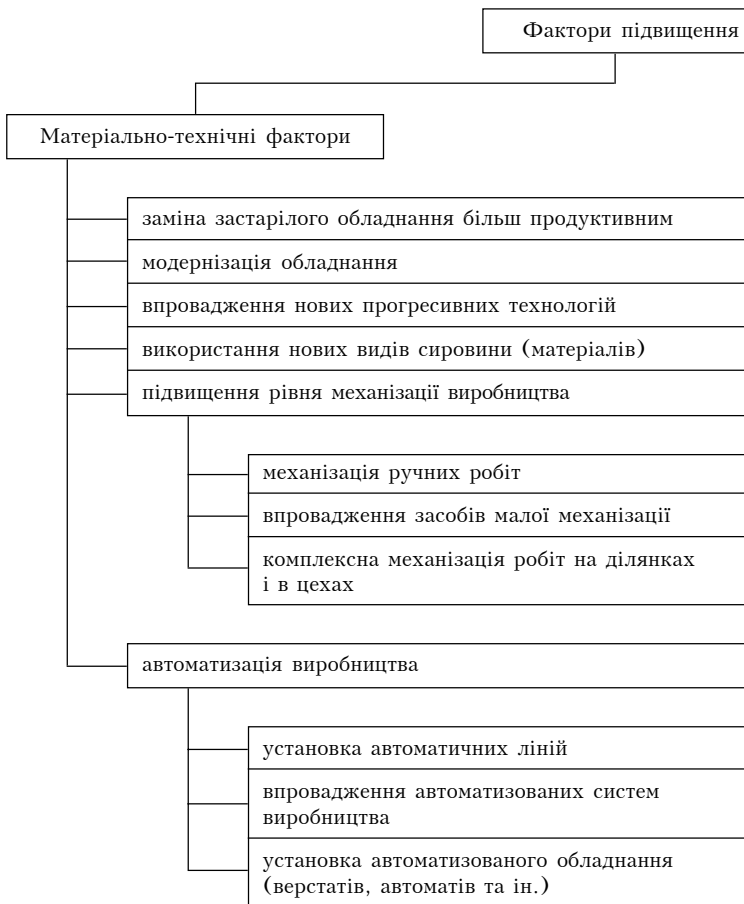 Фактори підвищення
Матеріально-технічні фактори
заміна застарілого обладнання більш продуктивним
модернізація обладнання
впровадження нових прогресивних технологій
використання нових видів сировини (матеріалів)
підвищення рівня механізації виробництва
механізація ручних робіт
впровадження засобів малої механізації
комплексна механізація робіт на ділянках
і в цехах
автоматизація виробництва
установка автоматичних ліній
впровадження автоматизованих систем
виробництва
установка автоматизованого обладнання
(верстатів, автоматів та ін.)